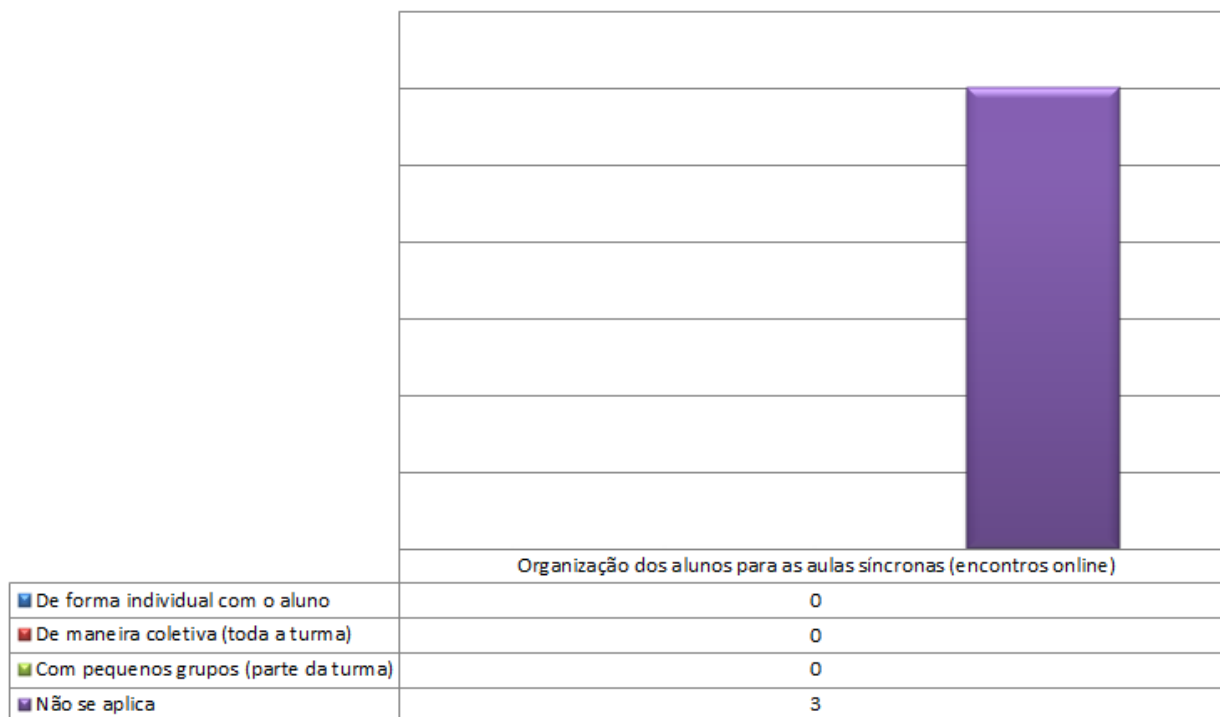 Organização dos alunos para as aulas síncronas (encontros online)
De forma individual com o aluno 0
De maneira coletiva (toda a turma) 0
Com pequenos grupos (parte da turma) 0
Não se aplica 3